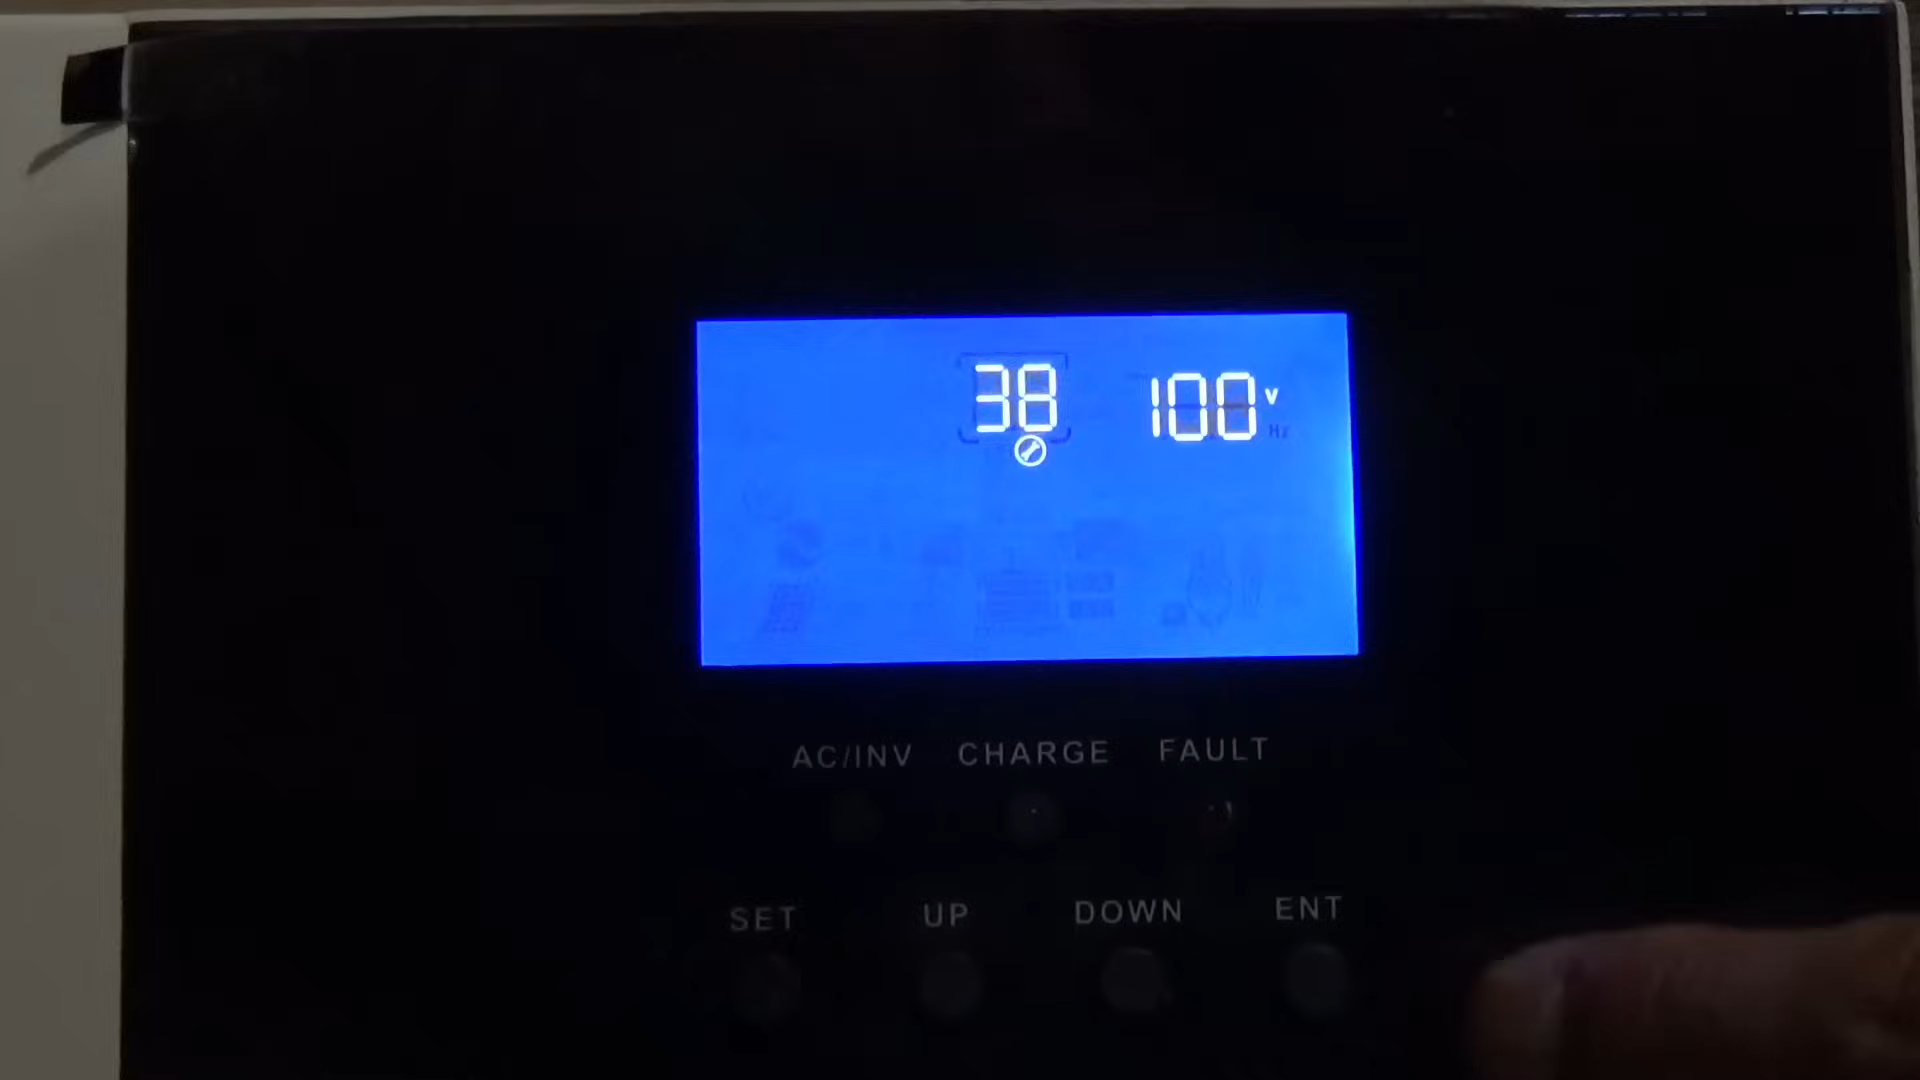 38 100 V
Hz
AC/INV CHARGE FAULT
SET UP DOWN ENT